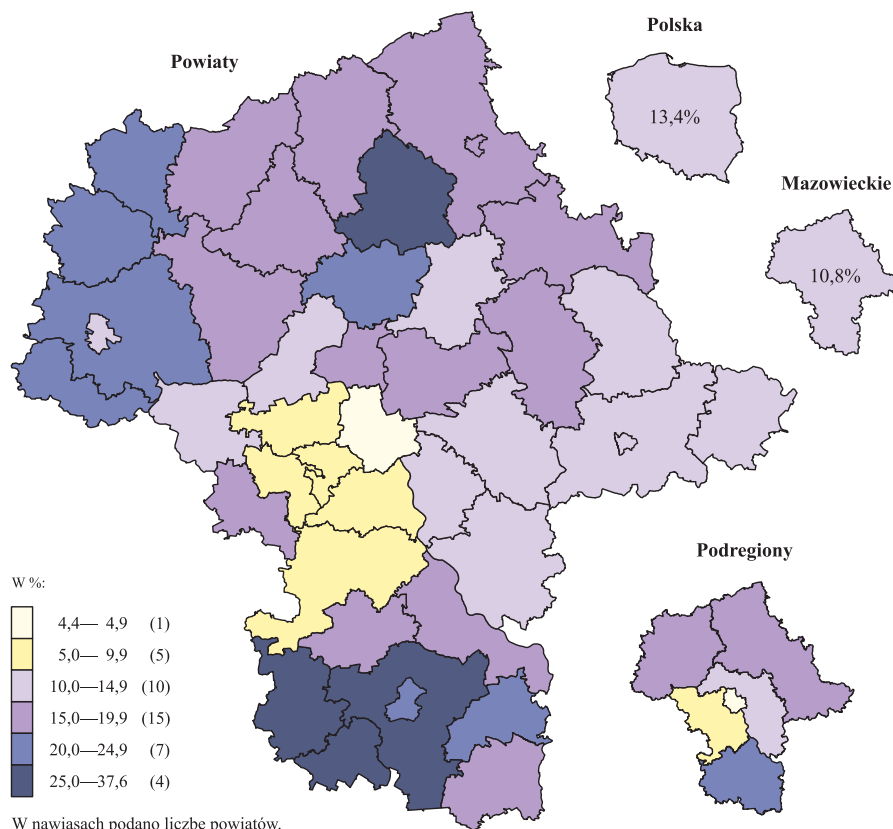 Polska
Powiaty
13,4%
Mazowieckie
10,8%
Podregiony
W %:
4,4— 4,9 (1)
5,0— 9,9 (5)
10,0—14,9 (10)
15,0—19,9 (15)
20,0—24,9 (7)
25,0—37,6 (4)
W nawiasach podano liczbę powiatów.